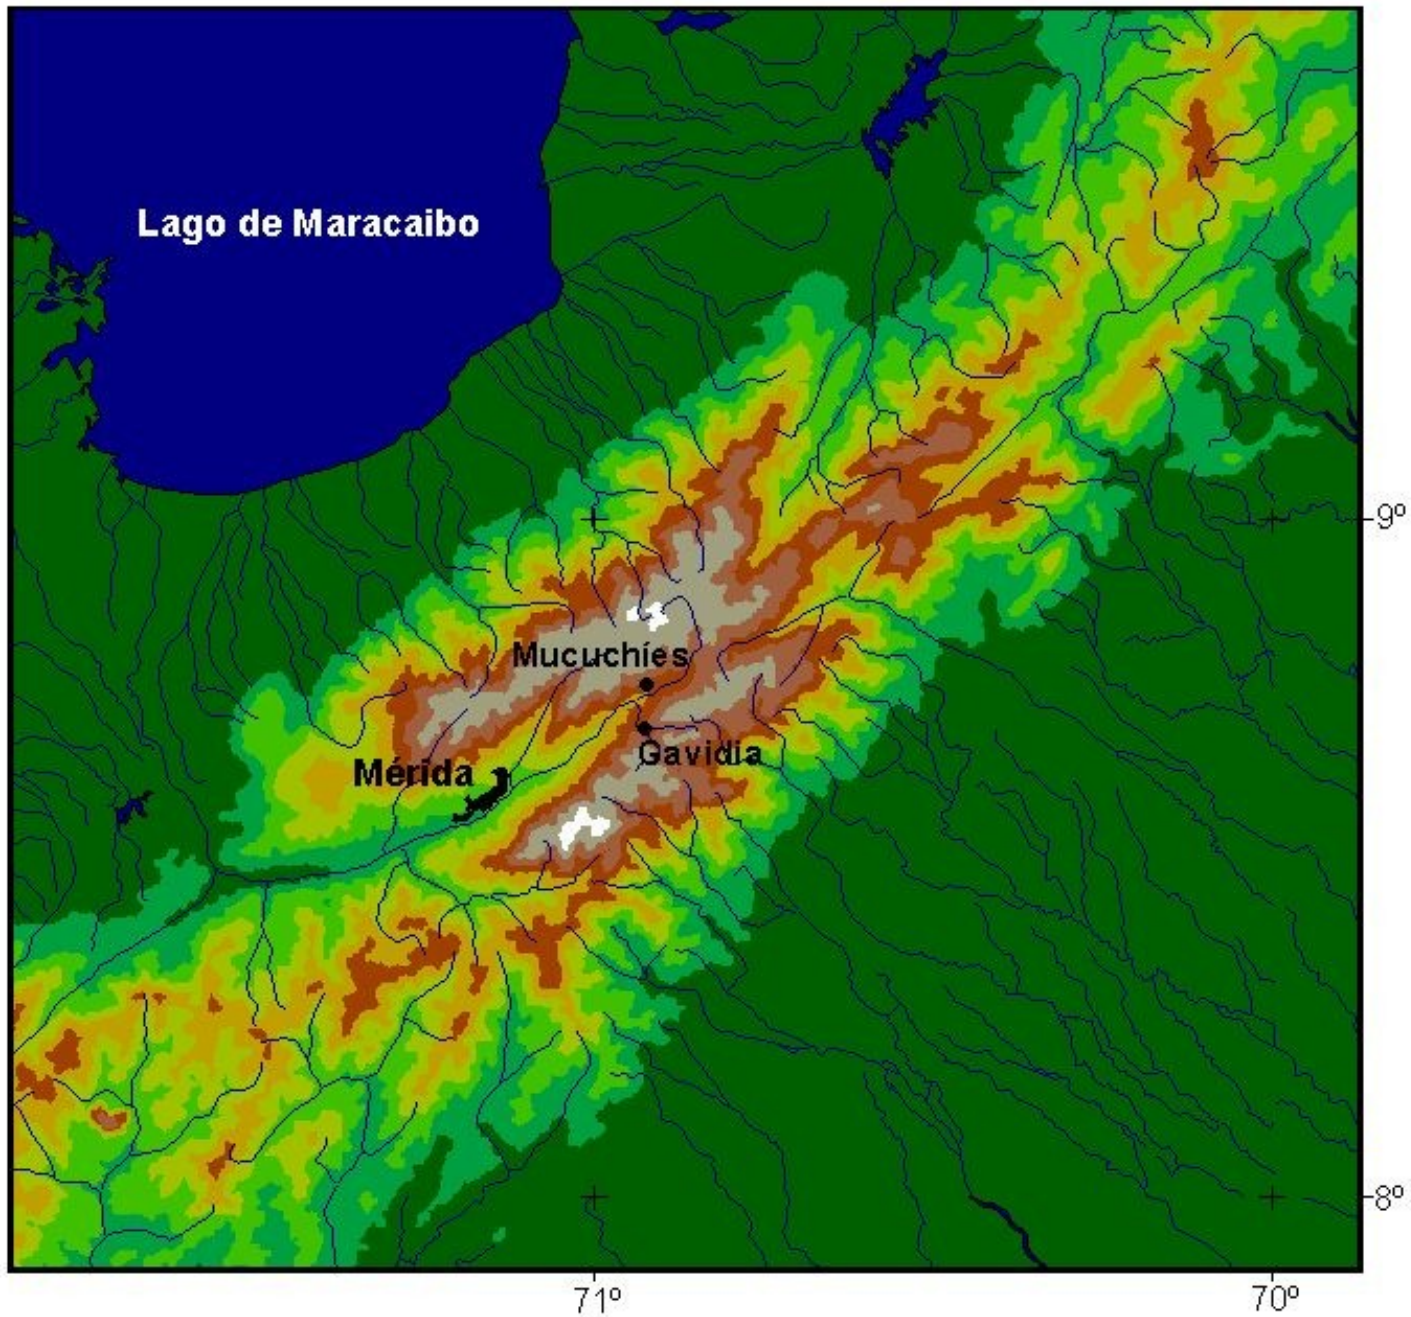 Lago de Maracaibo
9º
Mucuchíes
Gavidia
Mérida
8º
71º
70º